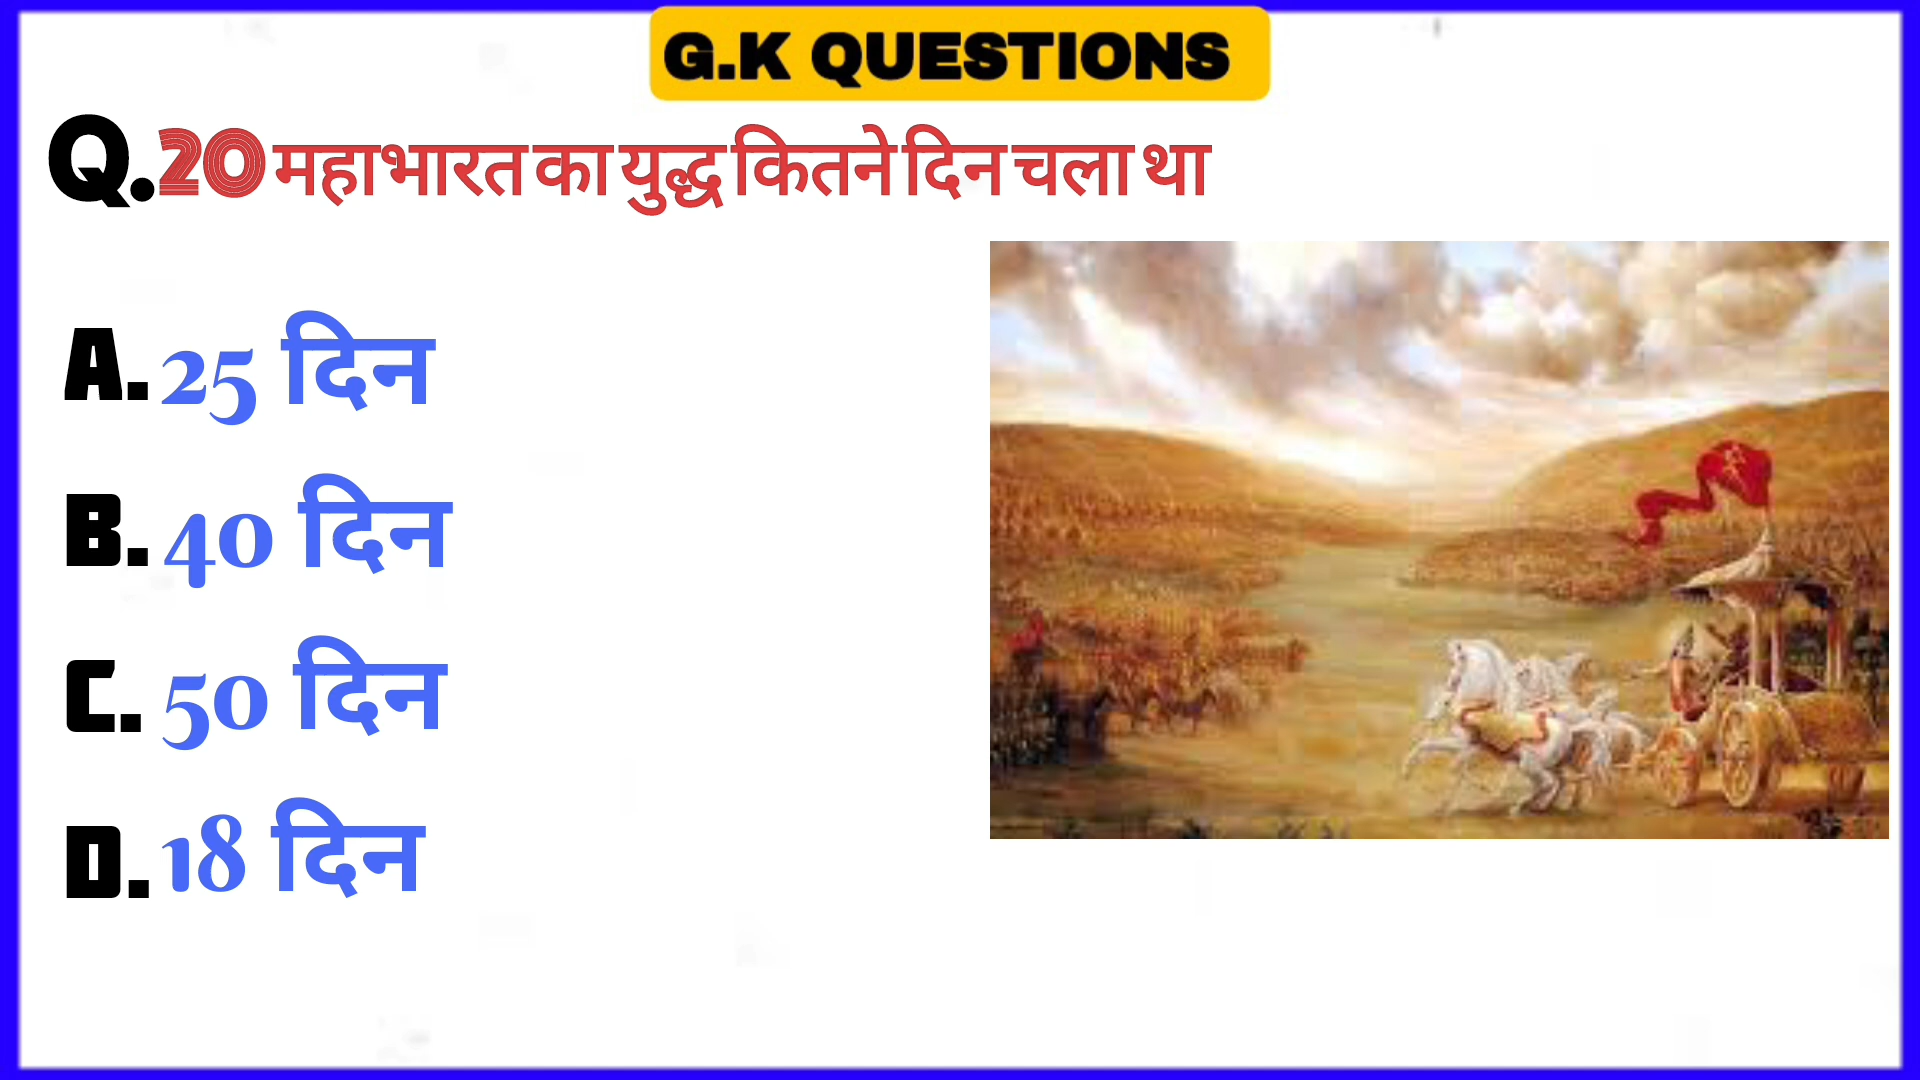 G.K QUESTIONS
Q.20 महाभारत का युद्ध कितने दिन चला था
A. 25 दिन
B. 40 दिन
C. 50 दिन
D. 18 दिन